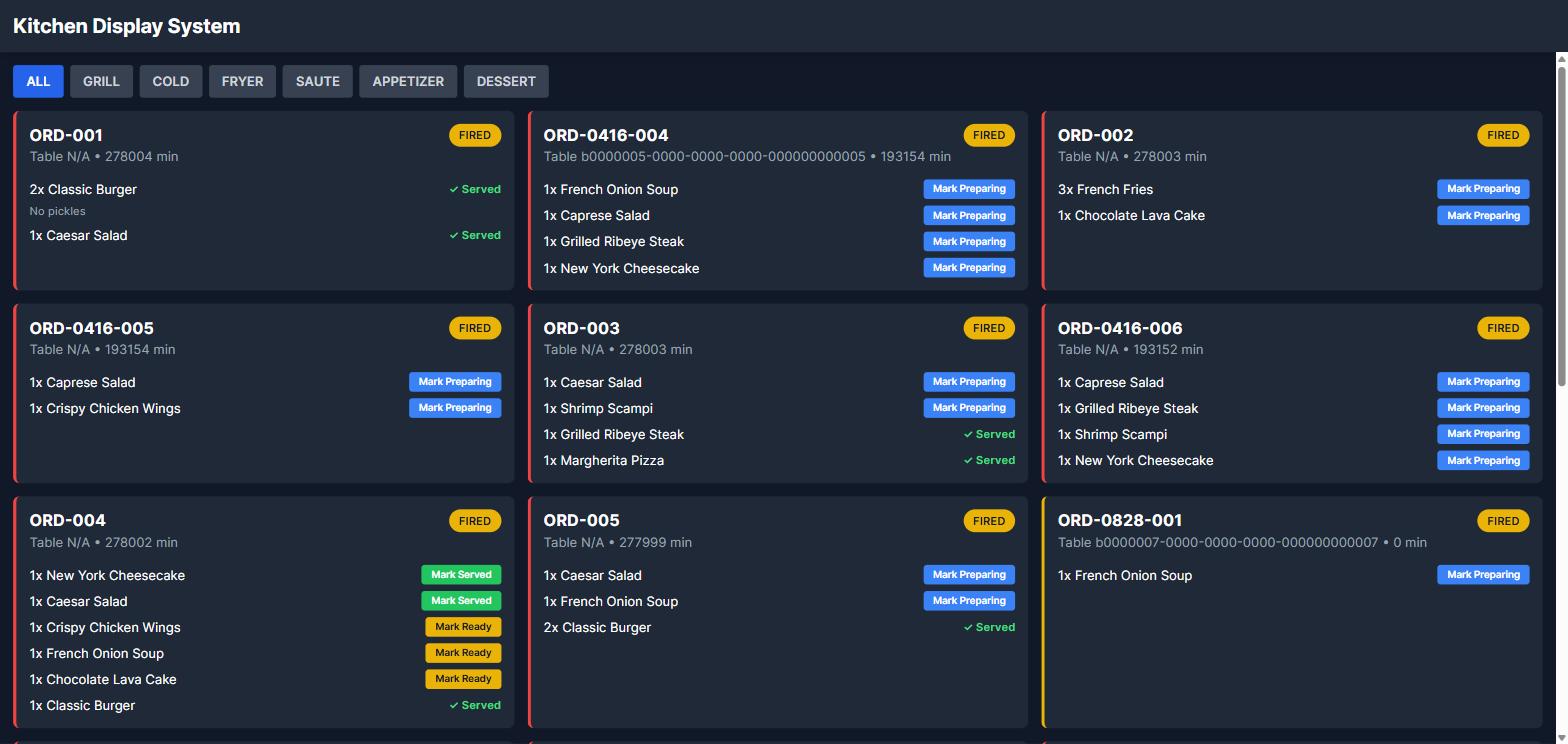 Kitchen Display System
ALL GRILL COLD FRYER SAUTE APPETIZER DESSERT
ORD-001 FIRED
Table N/A • 278004 min
2x Classic Burger ✓ Served
No pickles
1x Caesar Salad ✓ Served
ORD-0416-004 FIRED
Table b0000005-0000-0000-0000-000000000005 • 193154 min
1x French Onion Soup Mark Preparing
1x Caprese Salad Mark Preparing
1x Grilled Ribeye Steak Mark Preparing
1x New York Cheesecake Mark Preparing
ORD-002 FIRED
Table N/A • 278003 min
3x French Fries Mark Preparing
1x Chocolate Lava Cake Mark Preparing
ORD-0416-005 FIRED
Table N/A • 193154 min
1x Caprese Salad Mark Preparing
1x Crispy Chicken Wings Mark Preparing
ORD-003 FIRED
Table N/A • 278003 min
1x Caesar Salad Mark Preparing
1x Shrimp Scampi Mark Preparing
1x Grilled Ribeye Steak ✓ Served
1x Margherita Pizza ✓ Served
ORD-0416-006 FIRED
Table N/A • 193152 min
1x Caprese Salad Mark Preparing
1x Grilled Ribeye Steak Mark Preparing
1x Shrimp Scampi Mark Preparing
1x New York Cheesecake Mark Preparing
ORD-004 FIRED
Table N/A • 278002 min
1x New York Cheesecake Mark Served
1x Caesar Salad Mark Served
1x Crispy Chicken Wings Mark Ready
1x French Onion Soup Mark Ready
1x Chocolate Lava Cake Mark Ready
1x Classic Burger ✓ Served
ORD-005 FIRED
Table N/A • 277999 min
1x Caesar Salad Mark Preparing
1x French Onion Soup Mark Preparing
2x Classic Burger ✓ Served
ORD-0828-001 FIRED
Table b0000007-0000-0000-0000-000000000007 • 0 min
1x French Onion Soup Mark Preparing